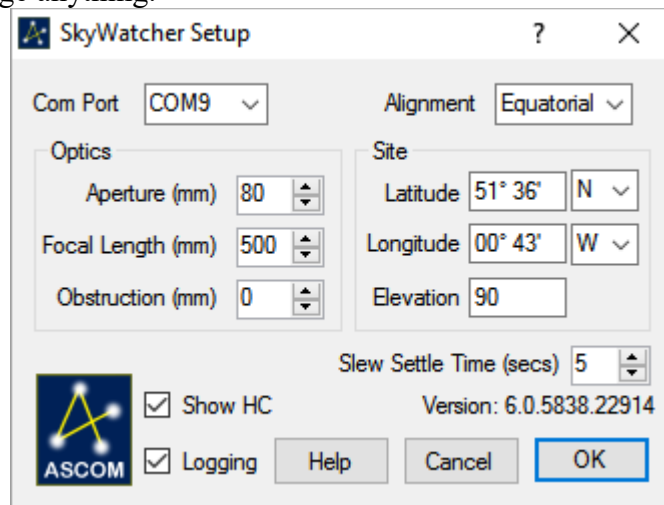 ge anything.
SkyWatcher Setup ? ×
Com Port COM9 Alignment Equatorial
Optics Site
Aperture (mm) 80 Latitude 51° 36' N
Focal Length (mm) 500 Longitude 00° 43' W
Obstruction (mm) 0 Elevation 90
Slew Settle Time (secs) 5
Show HC Version: 6.0.5838.22914
ASCOM Logging Help Cancel OK